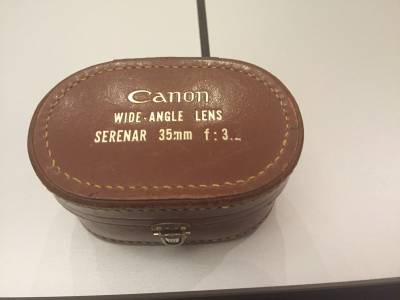 Canon
WIDE-ANGLE LENS
SERENAR 35mm f:3.